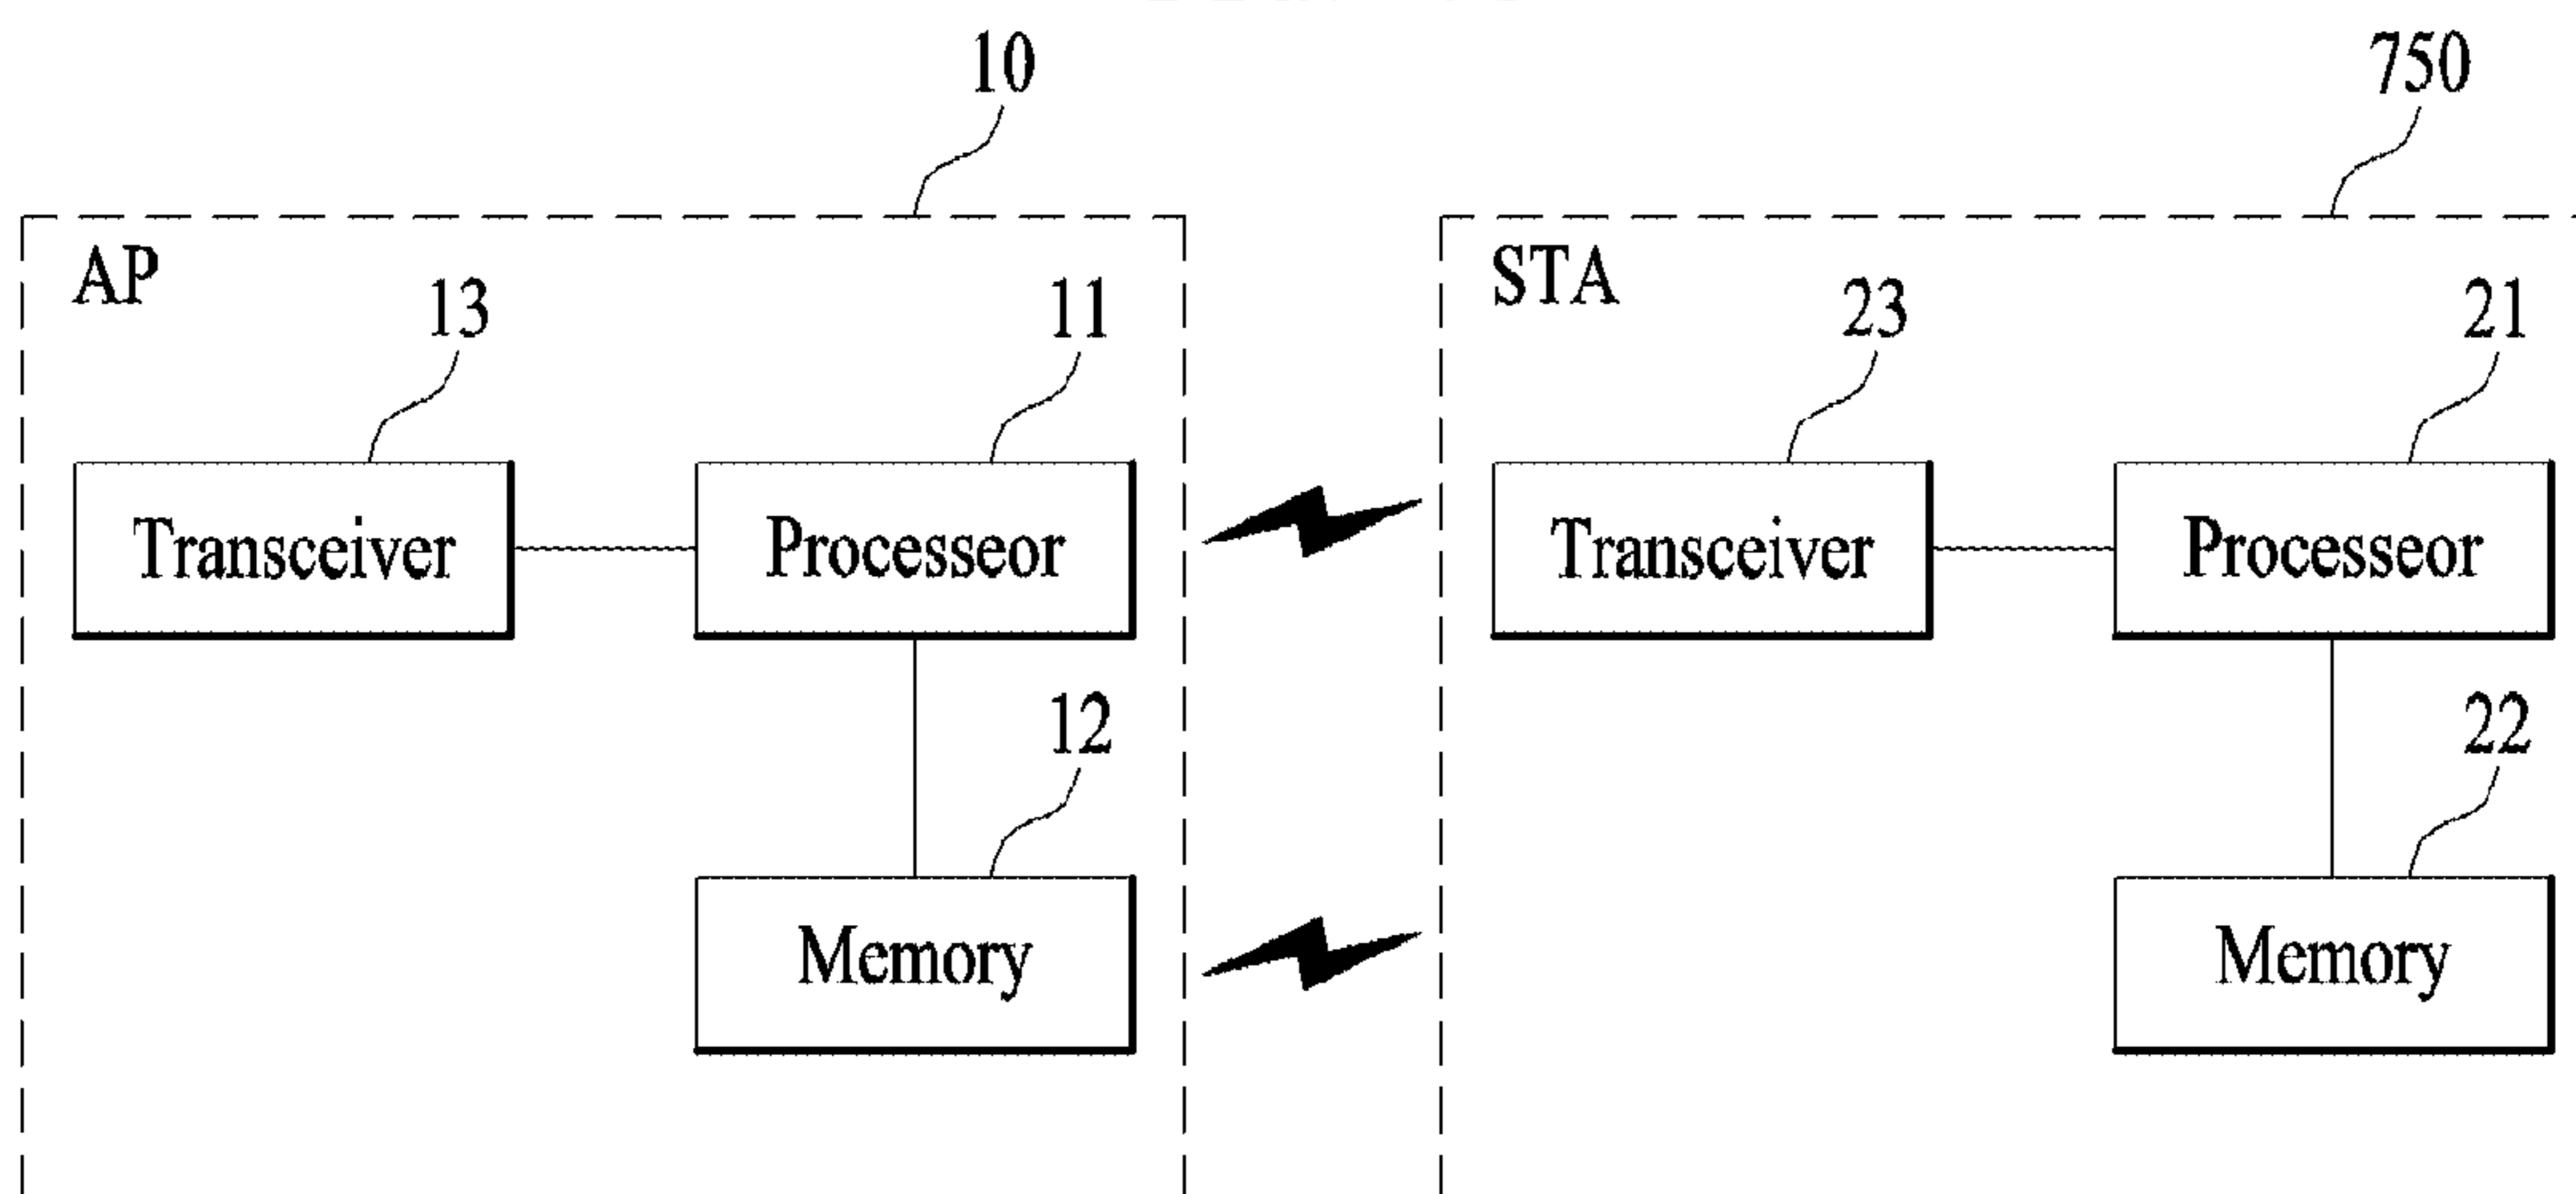 10
750
AP
STA
13
11
23
21
Transceiver
Processeor
Transceiver
Processeor
12
22
Memory
Memory